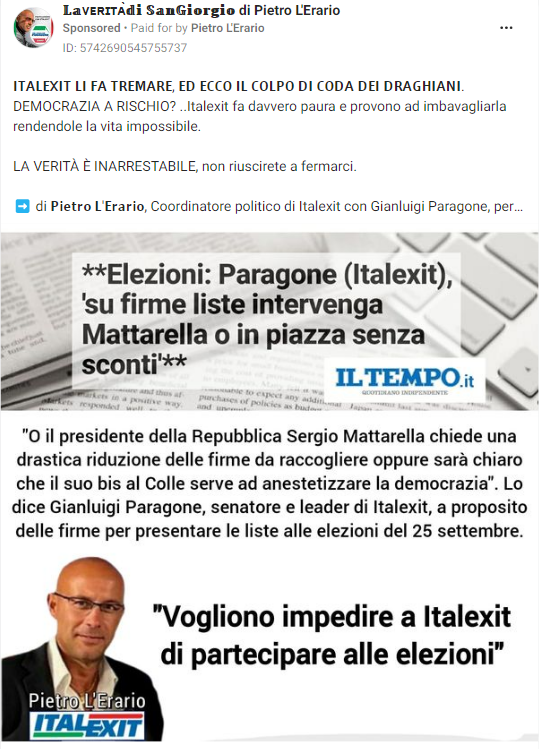 LAVERITÀdi SanGiorgio di Pietro L'Erario
Sponsored • Paid for by Pietro L'Erario
ID: 5742690545755737
ITALEXIT LI FA TREMARE, ED ECCO IL COLPO DI CODA DEI DRAGHIANI.
DEMOCRAZIA A RISCHIO? ..Italexit fa davvero paura e provono ad imbavagliarla
rendendole la vita impossibile.
LA VERITÀ È INARRESTABILE, non riuscirete a fermarci.
➡️ di Pietro L'Erario, Coordinatore politico di Italexit con Gianluigi Paragone, per...
**Elezioni: Paragone (Italexit),
'su firme liste intervenga
Mattarella o in piazza senza
sconti'**
IL TEMPO.it
QUOTIDIANO INDIPENDENTE
"O il presidente della Repubblica Sergio Mattarella chiede una
drastica riduzione delle firme da raccogliere oppure sarà chiaro
che il suo bis al Colle serve ad anestetizzare la democrazia". Lo
dice Gianluigi Paragone, senatore e leader di Italexit, a proposito
delle firme per presentare le liste alle elezioni del 25 settembre.
"Vogliono impedire a Italexit
di partecipare alle elezioni"
Pietro L'Erario
ITALEXIT